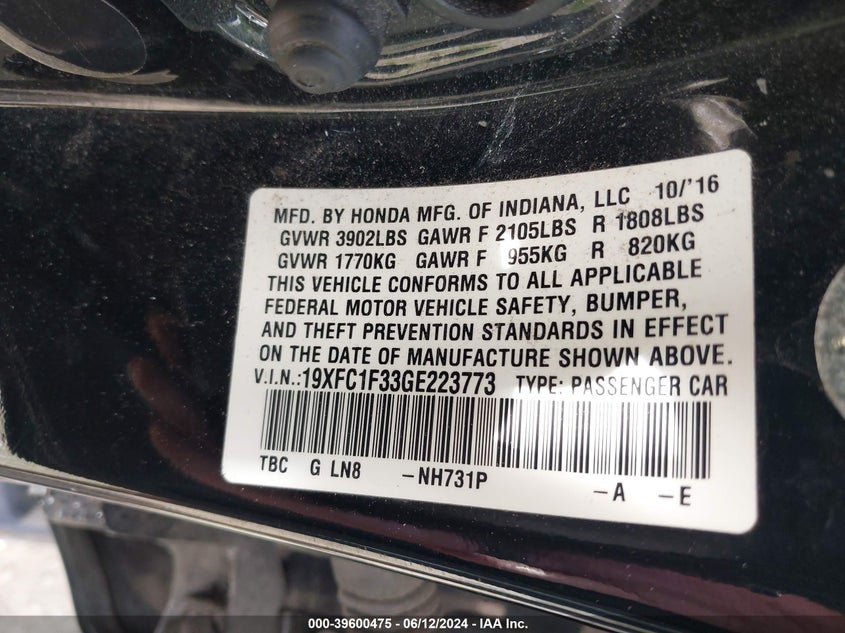 MFD. BY HONDA MFG. OF INDIANA, LLC 10/'16
GVWR 3902LBS GAWR F 2105LBS R 1808LBS
GVWR 1770KG GAWR F 955KG R 820KG
THIS VEHICLE CONFORMS TO ALL APPLICABLE
FEDERAL MOTOR VEHICLE SAFETY, BUMPER,
AND THEFT PREVENTION STANDARDS IN EFFECT
ON THE DATE OF MANUFACTURE SHOWN ABOVE.
V.I.N.:19XFC1F33GE223773 TYPE: PASSENGER CAR
TBC G LN8 -NH731P -A -E
000-39600475 - 06/12/2024 - IAA Inc.